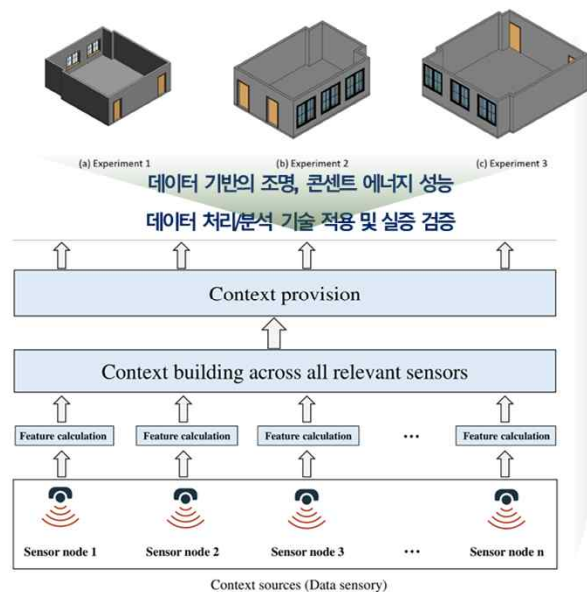 (a) Experiment 1 (b) Experiment 2 (c) Experiment 3
데이터 기반의 조명, 콘센트 에너지 성능
데이터 처리/분석 기술 적용 및 실증 검증
Context provision
Context building across all relevant sensors
Feature calculation Feature calculation Feature calculation ... Feature calculation
Sensor node 1 Sensor node 2 Sensor node 3 ... Sensor node n
Context sources (Data sensory)